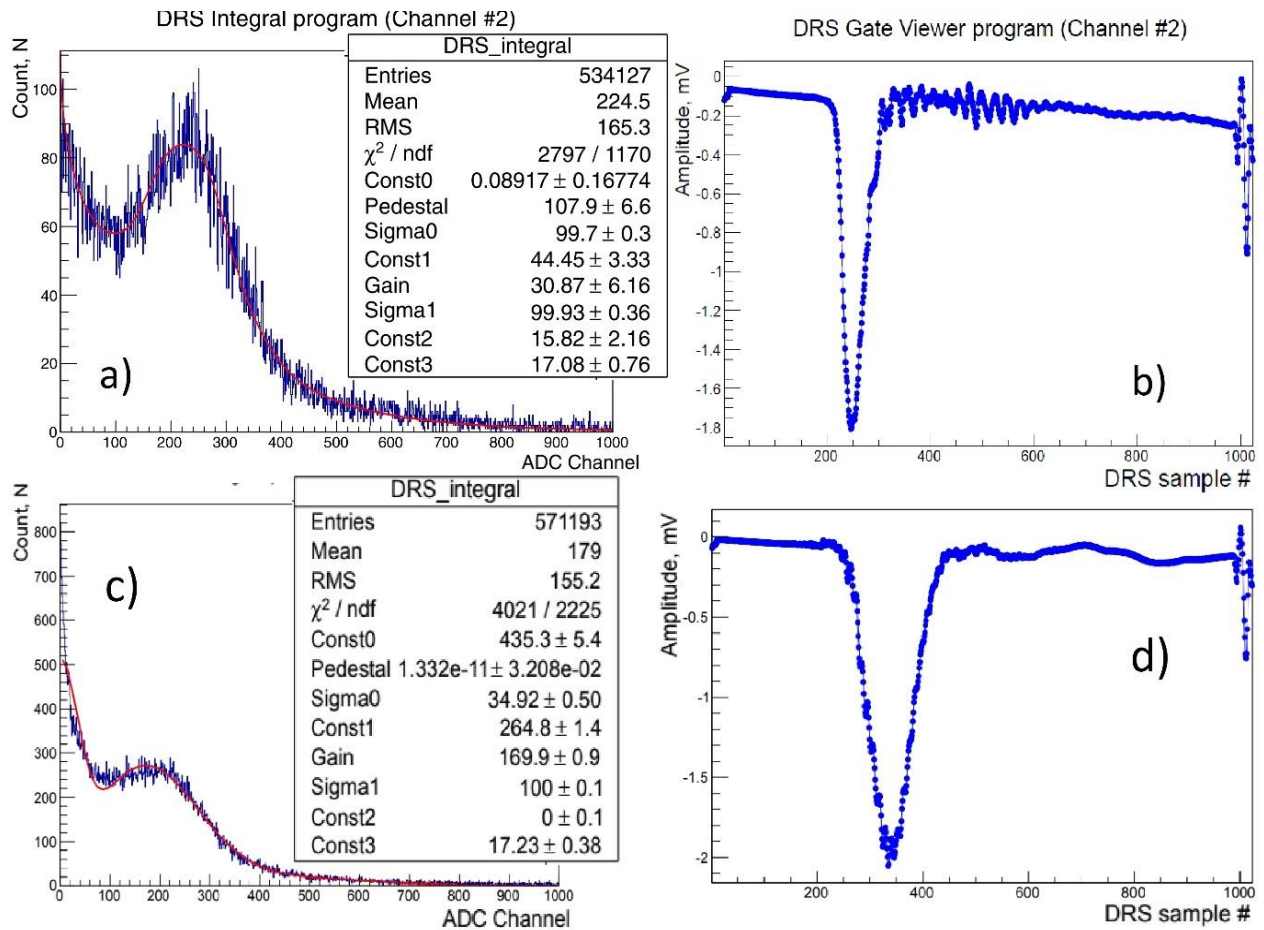 DRS Integral program (Channel #2)
Count, N
DRS_integral
Entries 534127
Mean 224.5
RMS 165.3
χ² / ndf 2797 / 1170
Const0 0.08917 ± 0.16774
Pedestal 107.9 ± 6.6
Sigma0 99.7 ± 0.3
Const1 44.45 ± 3.33
Gain 30.87 ± 6.16
Sigma1 99.93 ± 0.36
Const2 15.82 ± 2.16
Const3 17.08 ± 0.76
100
80
60
40
20
0
a)
0 100 200 300 400 500 600 700 800 900 1000
ADC Channel
DRS Gate Viewer program (Channel #2)
Amplitude, mV
0
-0.2
-0.4
-0.6
-0.8
-1
-1.2
-1.4
-1.6
-1.8
b)
200 400 600 800 1000
DRS sample #
Count, N
DRS_integral
Entries 571193
Mean 179
RMS 155.2
χ² / ndf 4021 / 2225
Const0 435.3 ± 5.4
Pedestal 1.332e-11± 3.208e-02
Sigma0 34.92 ± 0.50
Const1 264.8 ± 1.4
Gain 169.9 ± 0.9
Sigma1 100 ± 0.1
Const2 0 ± 0.1
Const3 17.23 ± 0.38
800
700
600
500
400
300
200
100
0
c)
0 100 200 300 400 500 600 700 800 900 1000
ADC Channel
Amplitude, mV
0
-0.5
-1
-1.5
-2
d)
200 400 600 800 1000
DRS sample #